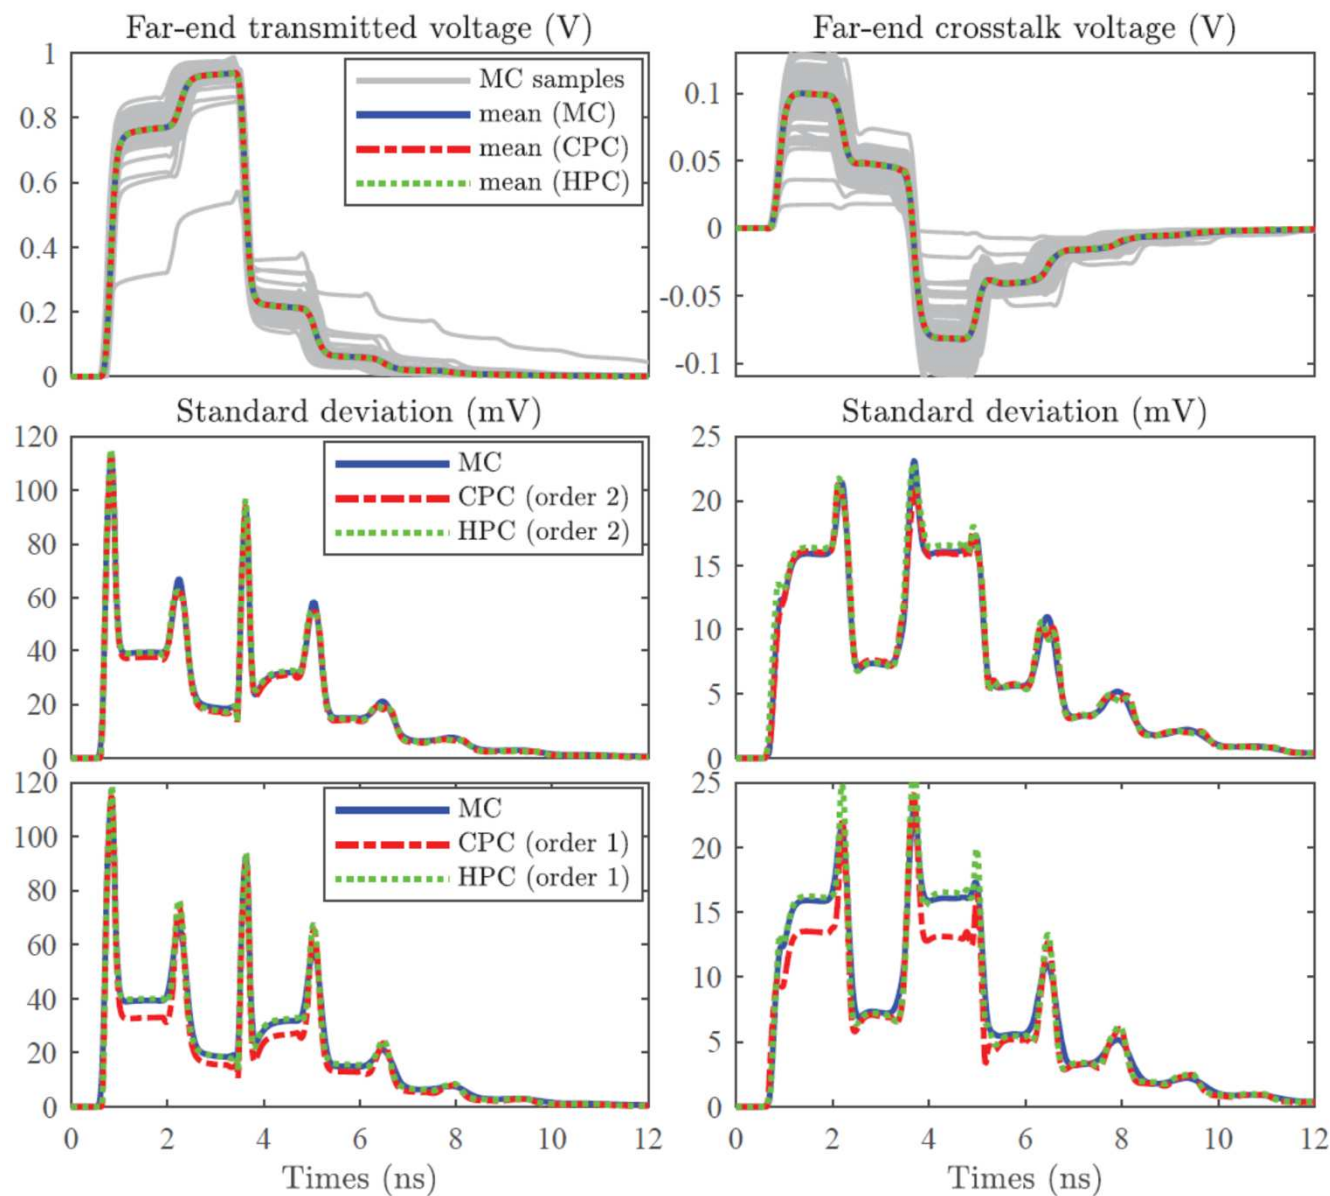 Far-end transmitted voltage (V)
1
0.8
0.6
0.4
0.2
0
MC samples
mean (MC)
mean (CPC)
mean (HPC)
Far-end crosstalk voltage (V)
0.1
0.05
0
-0.05
-0.1
Standard deviation (mV)
120
100
80
60
40
20
0
MC
CPC (order 2)
HPC (order 2)
Standard deviation (mV)
25
20
15
10
5
0
120
100
80
60
40
20
0
MC
CPC (order 1)
HPC (order 1)
0 2 4 6 8 10 12
Times (ns)
25
20
15
10
5
0
0 2 4 6 8 10 12
Times (ns)